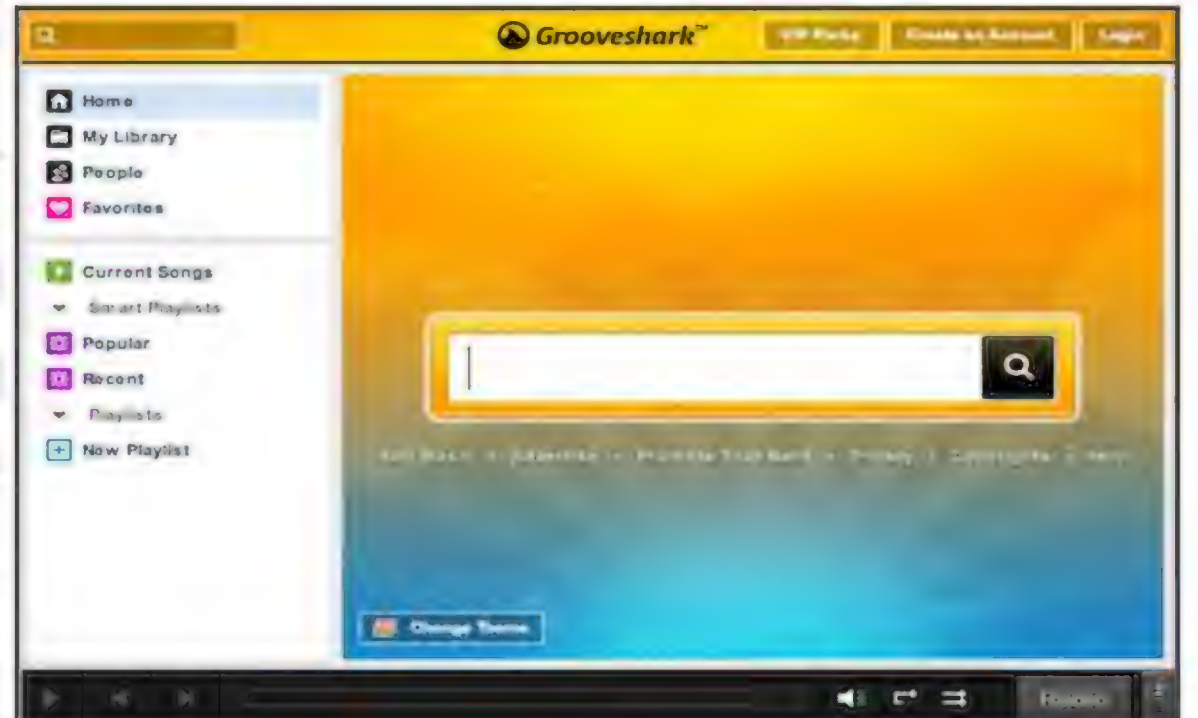 Grooveshark™
VIP Perks Create an Account Login
Home
My Library
People
Favorites
Current Songs
Smart Playlists
Popular
Recent
Playlists
New Playlist
Change Theme